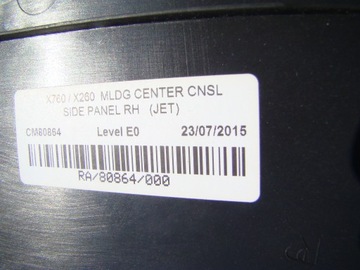 X760 / X260 MLDG CENTER CNSL
SIDE PANEL RH (JET)
CM80864 Level E0 23/07/2015
RA/80864/000